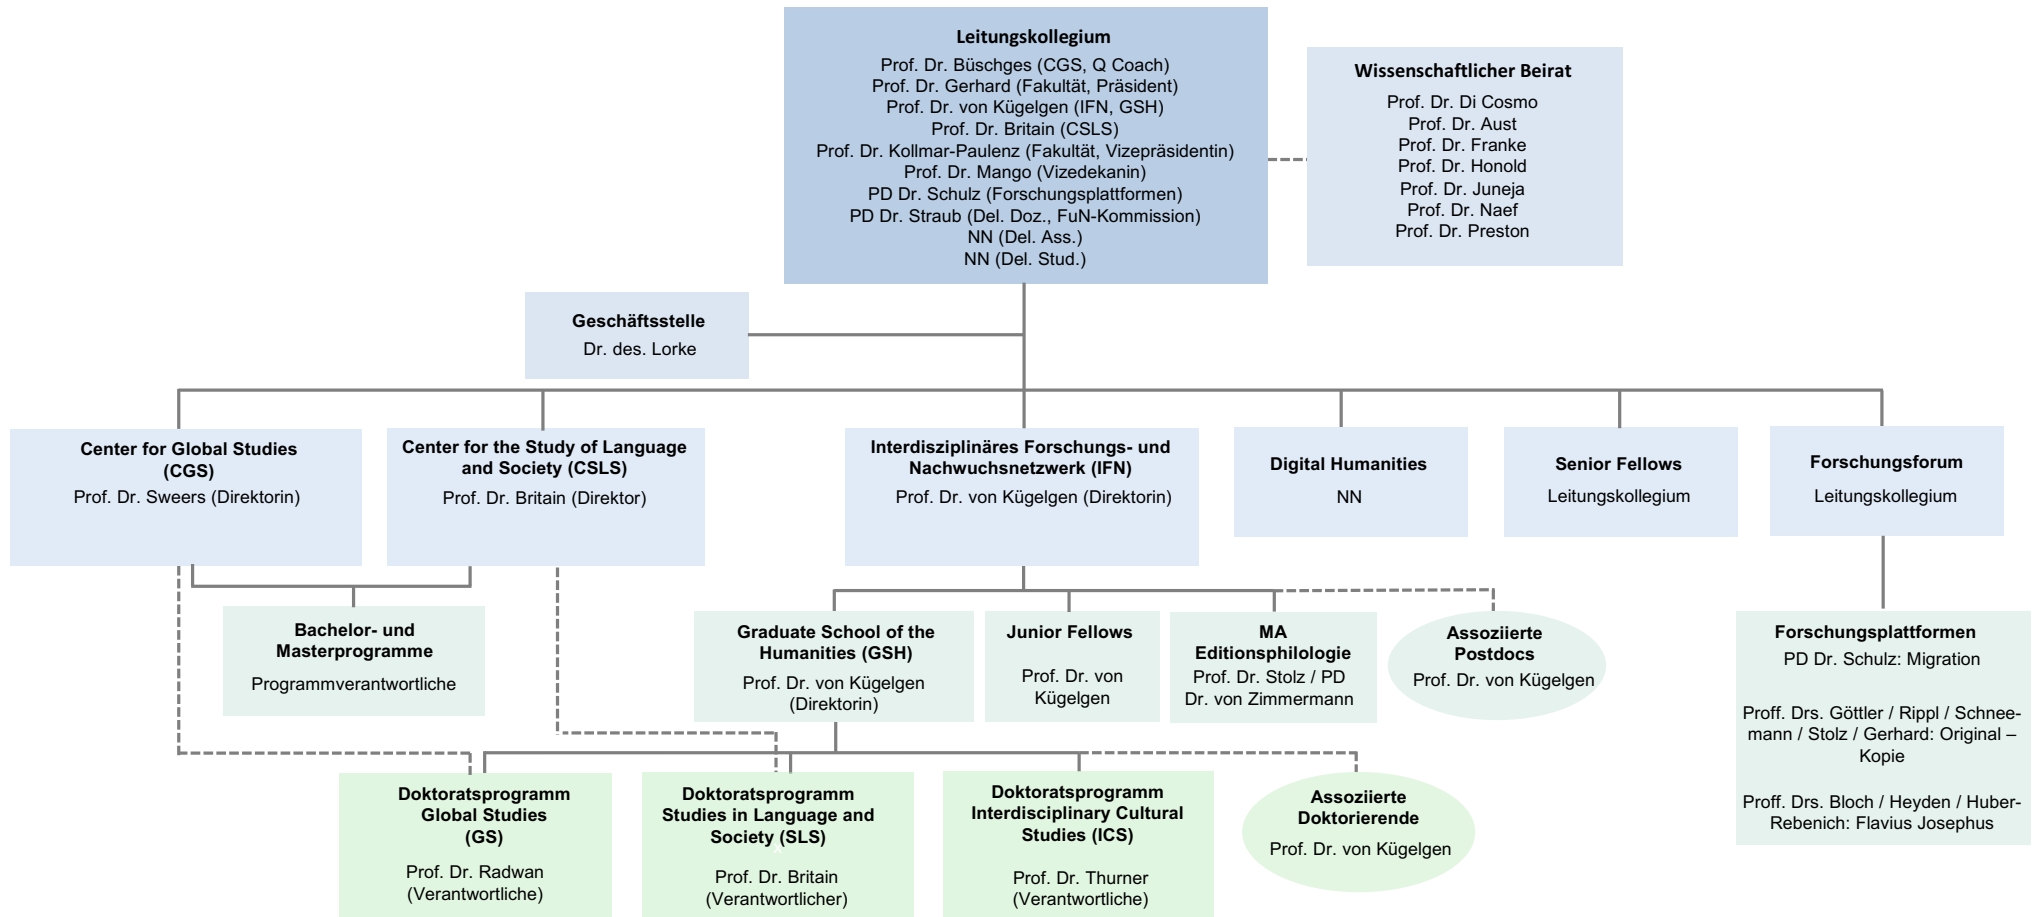 Leitungskollegium
Prof. Dr. Büschges (CGS, Q Coach)
Prof. Dr. Gerhard (Fakultät, Präsident)
Prof. Dr. von Kügelgen (IFN, GSH)
Prof. Dr. Britain (CSLS)
Prof. Dr. Kollmar-Paulenz (Fakultät, Vizepräsidentin)
Prof. Dr. Mango (Vizedekanin)
PD Dr. Schulz (Forschungsplattformen)
PD Dr. Straub (Del. Doz., FuN-Kommission)
NN (Del. Ass.)
NN (Del. Stud.)
Wissenschaftlicher Beirat
Prof. Dr. Di Cosmo
Prof. Dr. Aust
Prof. Dr. Franke
Prof. Dr. Honold
Prof. Dr. Juneja
Prof. Dr. Naef
Prof. Dr. Preston
Geschäftsstelle
Dr. des. Lorke
Center for Global Studies
(CGS)
Prof. Dr. Sweers (Direktorin)
Center for the Study of Language
and Society (CSLS)
Prof. Dr. Britain (Direktor)
Interdisziplinäres Forschungs- und
Nachwuchsnetzwerk (IFN)
Prof. Dr. von Kügelgen (Direktorin)
Digital Humanities
NN
Senior Fellows
Leitungskollegium
Forschungsforum
Leitungskollegium
Bachelor- und
Masterprogramme
Programmverantwortliche
Graduate School of the
Humanities (GSH)
Prof. Dr. von Kügelgen
(Direktorin)
Junior Fellows
Prof. Dr. von
Kügelgen
MA
Editionsphilologie
Prof. Dr. Stolz / PD
Dr. von Zimmermann
Assoziierte
Postdocs
Prof. Dr. von Kügelgen
Forschungsplattformen
PD Dr. Schulz: Migration
Proff. Drs. Göttler / Rippl / Schnee-
mann / Stolz / Gerhard: Original –
Kopie
Proff. Drs. Bloch / Heyden / Huber-
Rebenich: Flavius Josephus
Doktoratsprogramm
Global Studies
(GS)
Prof. Dr. Radwan
(Verantwortliche)
Doktoratsprogramm
Studies in Language and
Society (SLS)
Prof. Dr. Britain
(Verantwortlicher)
Doktoratsprogramm
Interdisciplinary Cultural
Studies (ICS)
Prof. Dr. Thurner
(Verantwortliche)
Assoziierte
Doktorierende
Prof. Dr. von Kügelgen